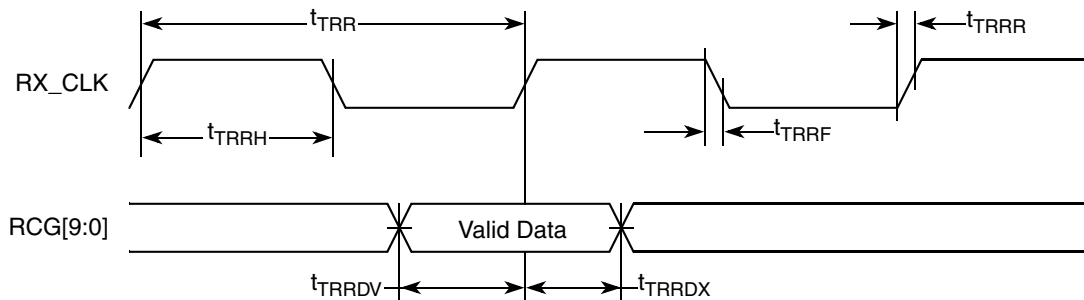 tTRR
tTRRR
RX_CLK
tTRRH
tTRRF
RCG[9:0]
Valid Data
tTRRDV
tTRRDX